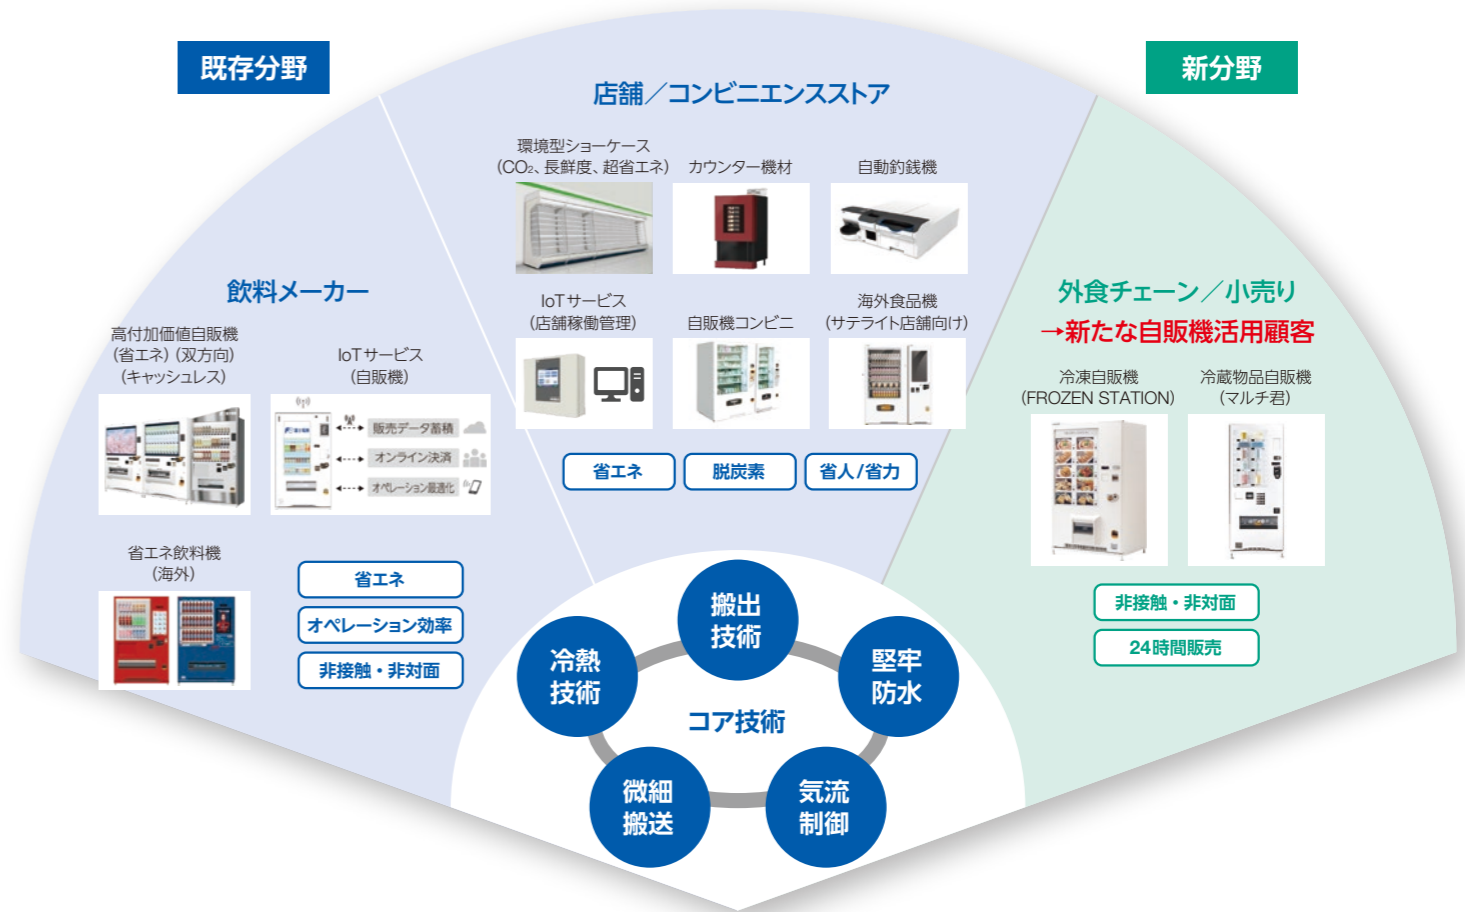 既存分野
新分野
店舗／コンビニエンスストア
環境型ショーケース
(CO₂、長鮮度、超省エネ)
カウンター機材
自動釣銭機
IoTサービス
(店舗稼働管理)
自販機コンビニ
海外食品機
(サテライト店舗向け)
省エネ
脱炭素
省人/省力
飲料メーカー
高付加価値自販機
(省エネ)(双方向)
(キャッシュレス)
IoTサービス
(自販機)
販売データ蓄積
オンライン決済
オペレーション最適化
省エネ飲料機
(海外)
省エネ
オペレーション効率
非接触・非対面
外食チェーン／小売り
→新たな自販機活用顧客
冷凍自販機
(FROZEN STATION)
冷蔵物品自販機
(マルチ君)
非接触・非対面
24時間販売
搬出
技術
冷熱
技術
堅牢
防水
コア技術
微細
搬送
気流
制御